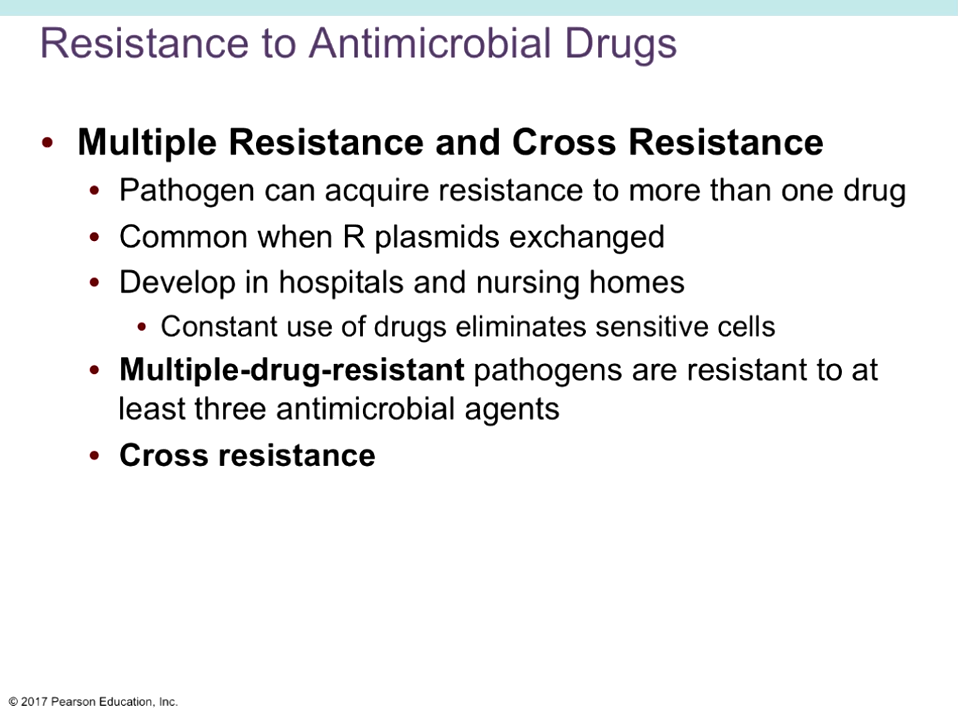 Resistance to Antimicrobial Drugs
• Multiple Resistance and Cross Resistance
• Pathogen can acquire resistance to more than one drug
• Common when R plasmids exchanged
• Develop in hospitals and nursing homes
• Constant use of drugs eliminates sensitive cells
• Multiple-drug-resistant pathogens are resistant to at
least three antimicrobial agents
• Cross resistance
© 2017 Pearson Education, Inc.